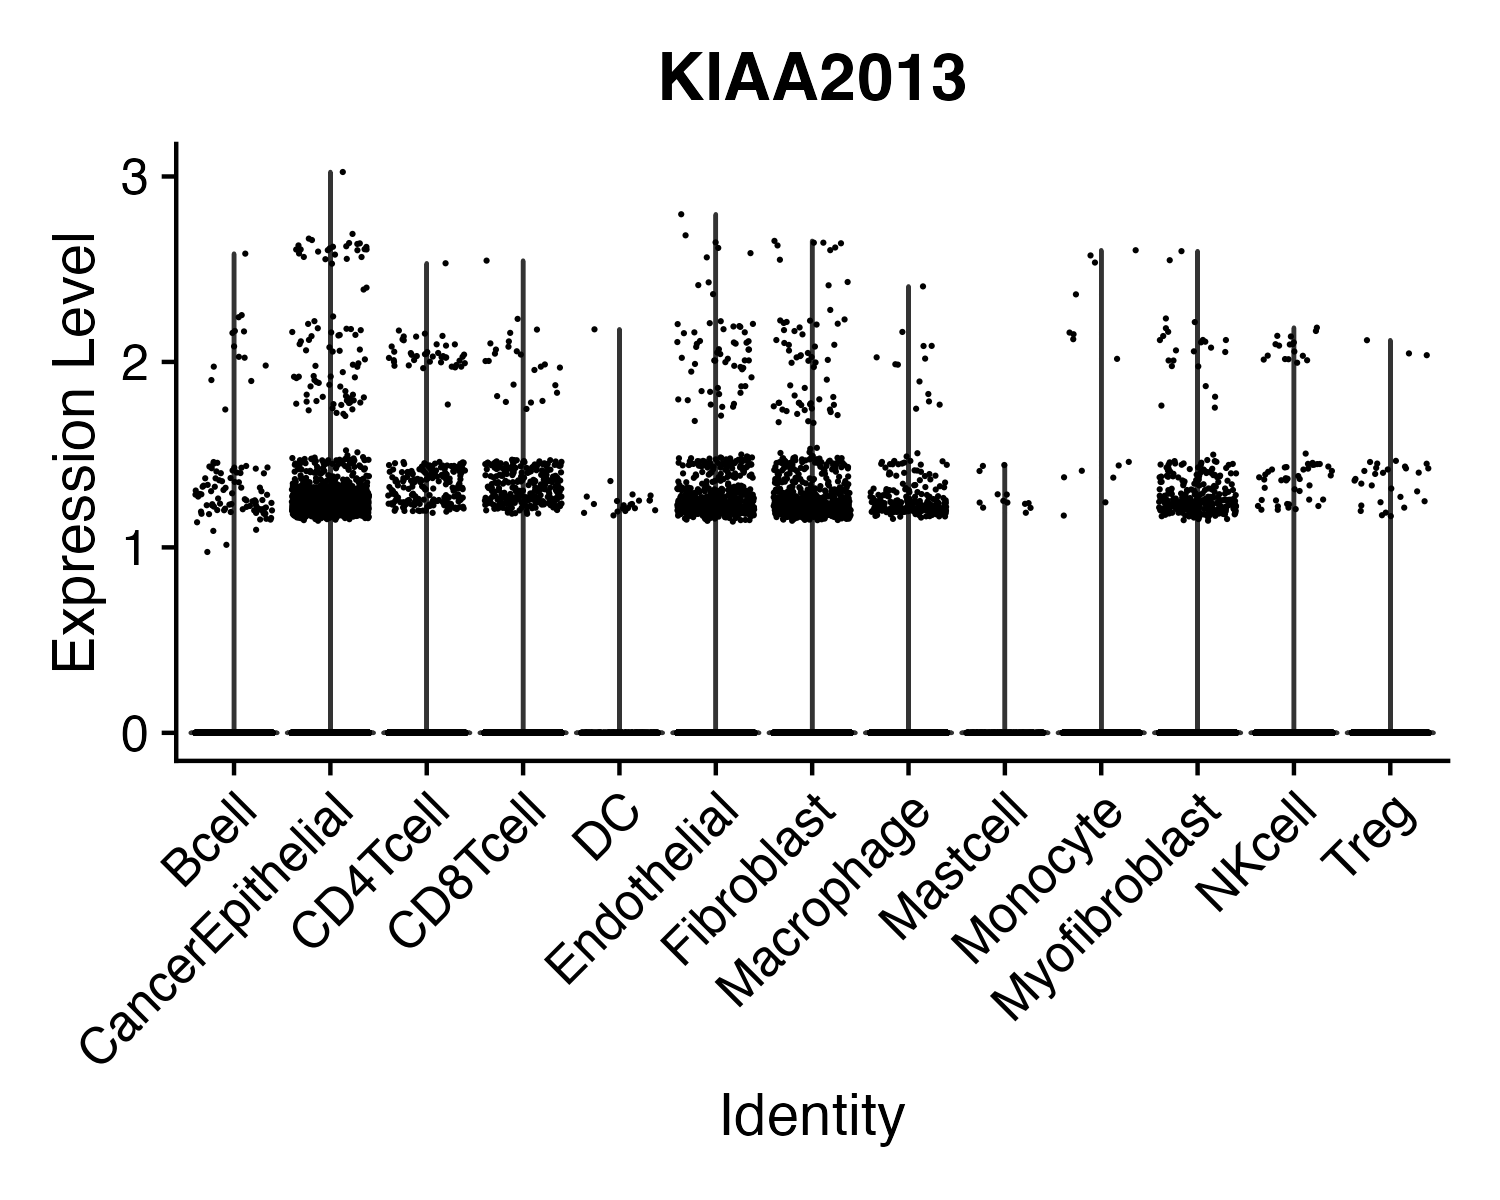 KIAA2013
Expression Level
3
2
1
0
Bcell
CancerEpithelial
CD4Tcell
CD8Tcell
DC
Endothelial
Fibroblast
Macrophage
Mastcell
Monocyte
Myofibroblast
NKcell
Treg
Identity